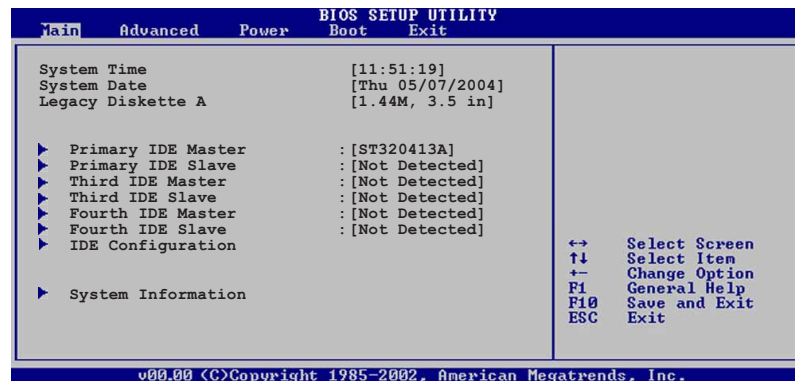 BIOS SETUP UTILITY
Main Advanced Power Boot Exit
System Time [11:51:19]
System Date [Thu 05/07/2004]
Legacy Diskette A [1.44M, 3.5 in]
Primary IDE Master :[ST320413A]
Primary IDE Slave :[Not Detected]
Third IDE Master :[Not Detected]
Third IDE Slave :[Not Detected]
Fourth IDE Master :[Not Detected]
Fourth IDE Slave :[Not Detected]
IDE Configuration
System Information
↔ Select Screen
↑↓ Select Item
+- Change Option
F1 General Help
F10 Save and Exit
ESC Exit
v00.00 (C)Copyright 1985-2002, American Megatrends, Inc.